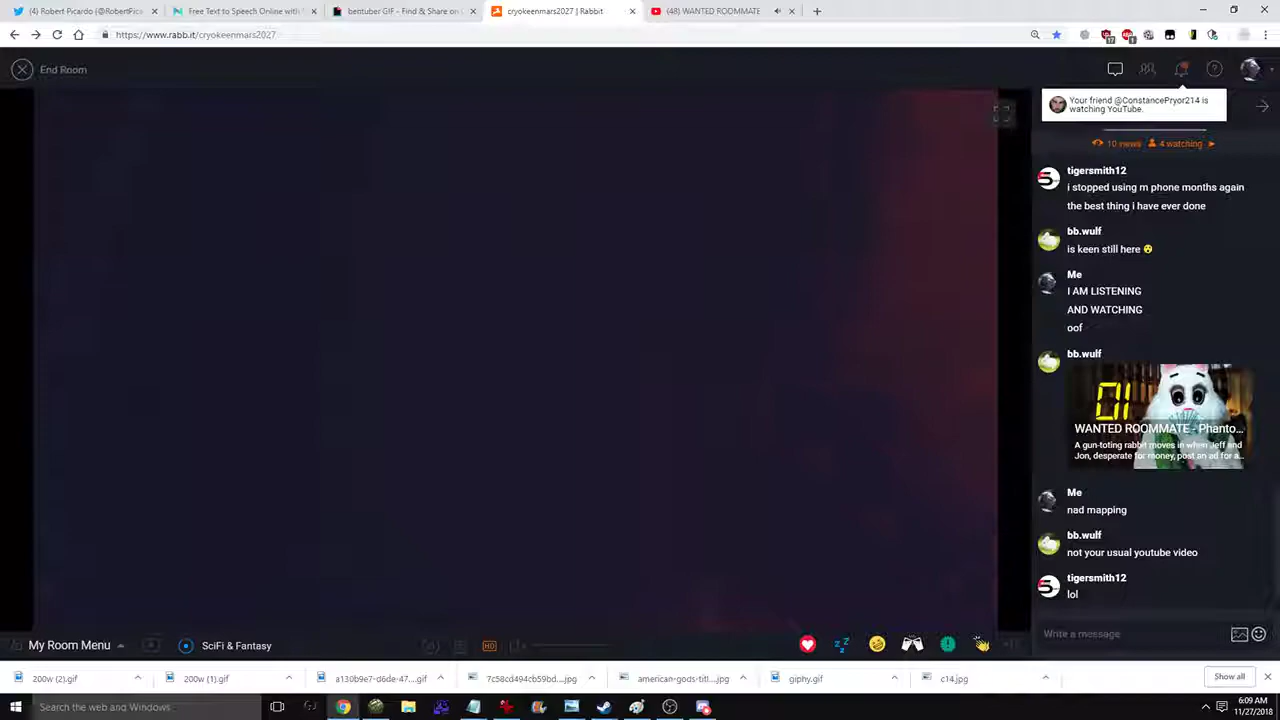 (4) Robert Picardo (@RobertPic
Free Text to Speech Online with
bentuber GIF - Find & Share on
cryokeenmars2027 | Rabbit
(48) WANTED ROOMMATE
https://www.rabb.it/cryokeenmars2027
End Room
Your friend @ConstancePryor214 is
watching YouTube.
10 views
4 watching
tigersmith12
i stopped using m phone months again
the best thing i have ever done
bb.wulf
is keen still here 😮
Me
I AM LISTENING
AND WATCHING
oof
bb.wulf
01
WANTED ROOMMATE - Phanto...
A gun-toting rabbit moves in when Jeff and
Jon, desperate for money, post an ad for a...
Me
nad mapping
bb.wulf
not your usual youtube video
tigersmith12
lol
Write a message
My Room Menu
SciFi & Fantasy
HD
200w (2).gif
200w (1).gif
a130b9e7-d6de-47....gif
7c58cd494cb59bd....jpg
american-gods-titl....jpg
giphy.gif
c14.jpg
Show all
Search the web and Windows
6:09 AM
11/27/2018